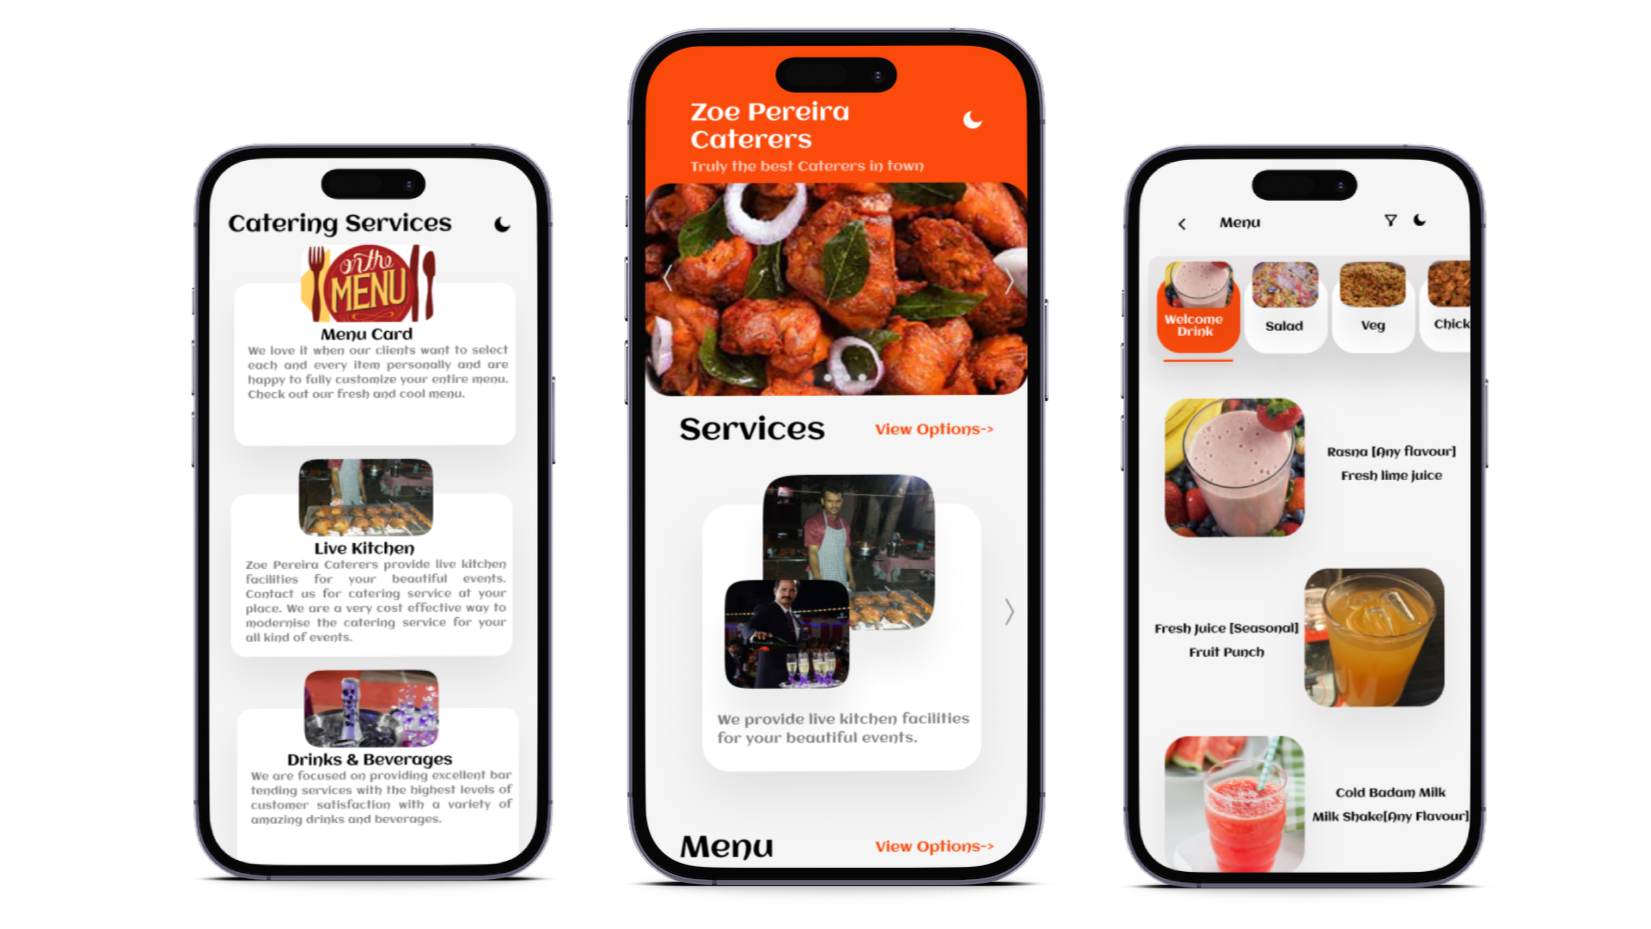 Catering Services
on the
MENU
Menu Card
We love it when our clients want to select
each and every item personally and are
happy to fully customize your entire menu.
Check out our fresh and cool menu.
Live Kitchen
Zoe Pereira Caterers provide live kitchen
facilities for your beautiful events.
Contact us for catering service at your
place. We are a very cost effective way to
modernise the catering service for your
all kind of events.
Drinks & Beverages
We are focused on providing excellent bar
tending services with the highest levels of
customer satisfaction with a variety of
amazing drinks and beverages.
Zoe Pereira
Caterers
Truly the best Caterers in town
Services
View Options->
We provide live kitchen facilities
for your beautiful events.
Menu
View Options->
Menu
Welcome
Drink
Salad
Veg
Chick
Rasna [Any flavour]
Fresh lime juice
Fresh Juice [Seasonal]
Fruit Punch
Cold Badam Milk
Milk Shake[Any Flavour]